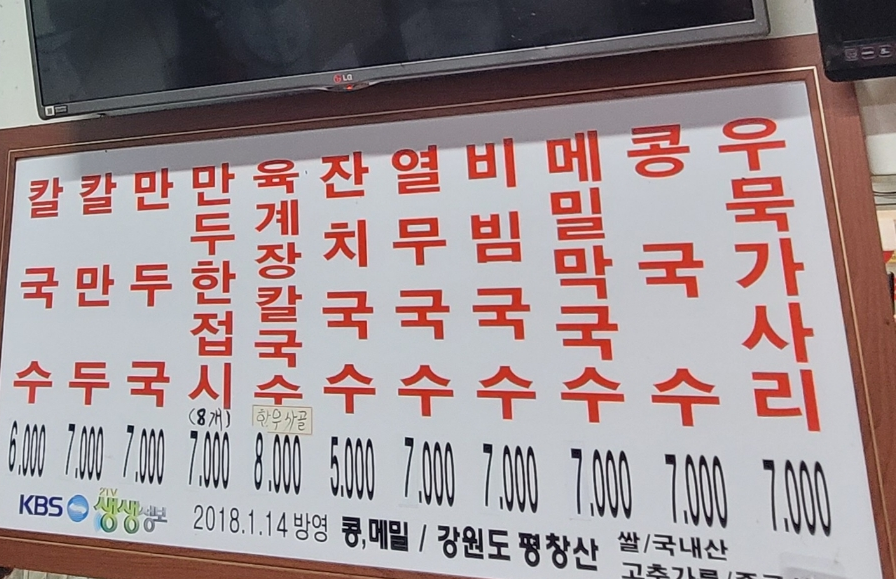 LG
칼국수
칼만두
만두국
만두한접시
(8개)
육계장칼국수
한우사골
잔치국수
열무국수
비빔국수
메밀막국수
콩국수
우묵가사리
6,000 7,000 7,000 7,000 8,000 5,000 7,000 7,000 7,000 7,000 7,000
KBS 2TV 생생정보 2018.1.14 방영 콩,메밀 / 강원도 평창산 쌀/국내산